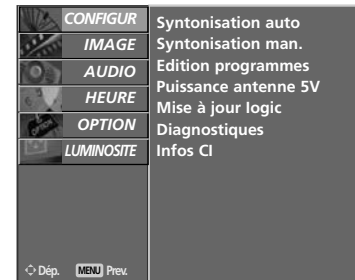 CONFIGUR
IMAGE
AUDIO
HEURE
OPTION
LUMINOSITE
Syntonisation auto
Syntonisation man.
Edition programmes
Puissance antenne 5V
Mise à jour logic
Diagnostiques
Infos CI
Dép. MENU Prev.